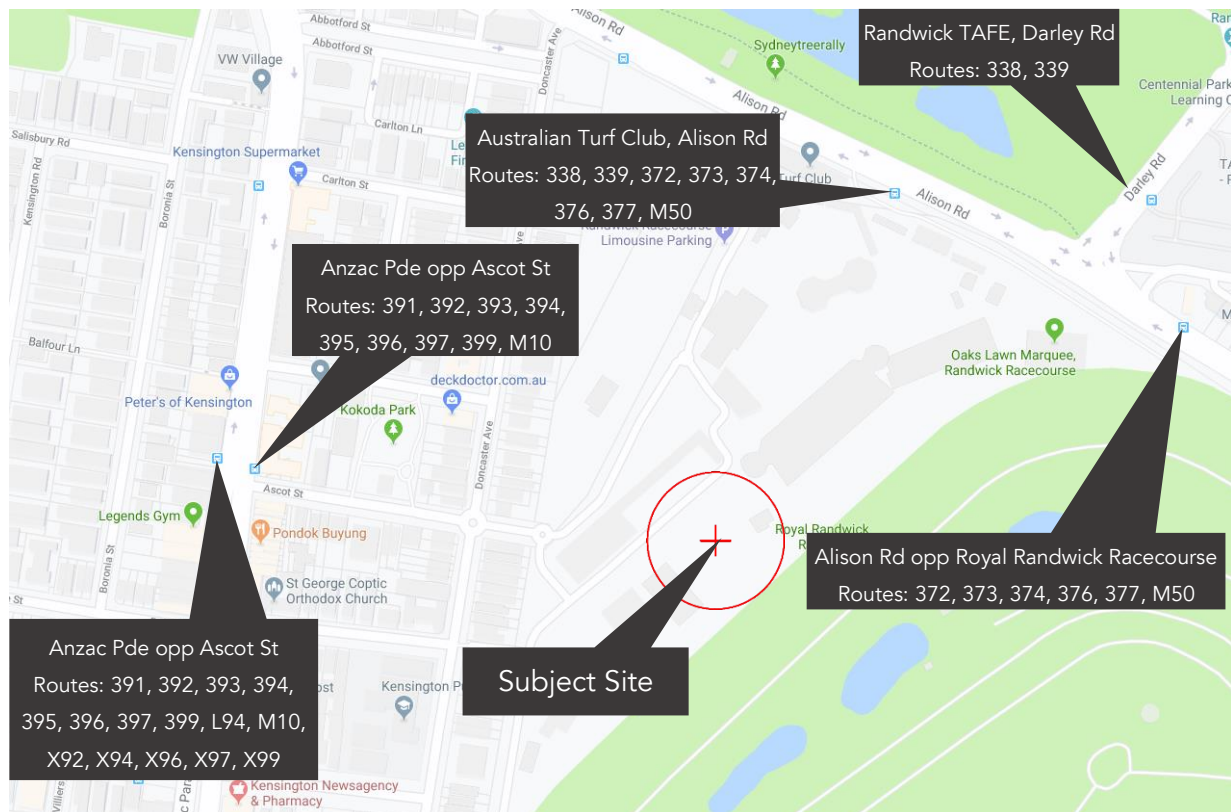 Abbotford St
Abbotford St
VW Village
Doncaster Ave
Alison Rd
Sydneytreerally
Randwick TAFE, Darley Rd
Routes: 338, 339
Centennial Park
Learning
Alison Rd
Salisbury Rd
Kensington Rd
Boronia St
Kensington Supermarket
Carlton Ln
Carlton St
Australian Turf Club, Alison Rd
Routes: 338, 339, 372, 373, 374,
376, 377, M50
Turf Club
Alison Rd
Darley Rd
Randwick Racecourse
Limousine Parking
Anzac Pde opp Ascot St
Routes: 391, 392, 393, 394,
395, 396, 397, 399, M10
Balfour Ln
Peter's of Kensington
deckdoctor.com.au
Kokoda Park
Doncaster Ave
Oaks Lawn Marquee,
Randwick Racecourse
Ascot St
Legends Gym
Pondok Buyung
Boronia St
St George Coptic
Orthodox Church
Royal Randwick
Alison Rd opp Royal Randwick Racecourse
Routes: 372, 373, 374, 376, 377, M50
Anzac Pde opp Ascot St
Routes: 391, 392, 393, 394,
395, 396, 397, 399, L94, M10,
X92, X94, X96, X97, X99
Subject Site
Kensington
Kensington Newsagency
& Pharmacy